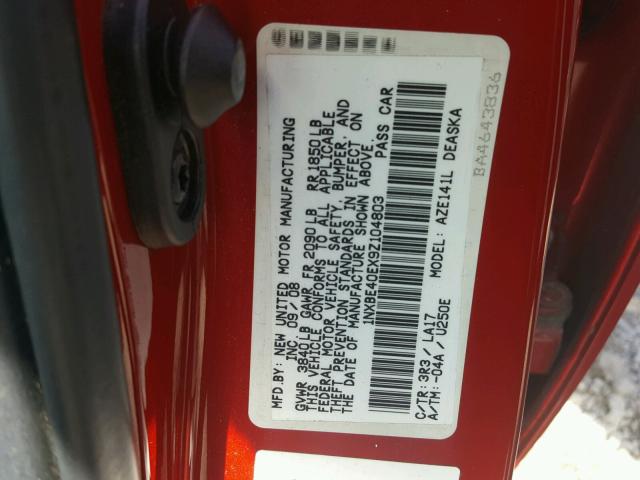 MFD.BY: NEW UNITED MOTOR MANUFACTURING
INC. 09/08
GVWR 3840LB GAWR FR 2090LB RR 1850LB
THIS VEHICLE CONFORMS TO ALL APPLICABLE
FEDERAL MOTOR VEHICLE SAFETY, BUMPER, AND
THEFT PREVENTION STANDARDS IN EFFECT ON
THE DATE OF MANUFACTURE SHOWN ABOVE.
1NXBE40EX9Z104803 PASS CAR
C/TR: 3R3 / LA17 MODEL: AZE141L DEASKA
A/TM: -04A / U250E
BA4643836